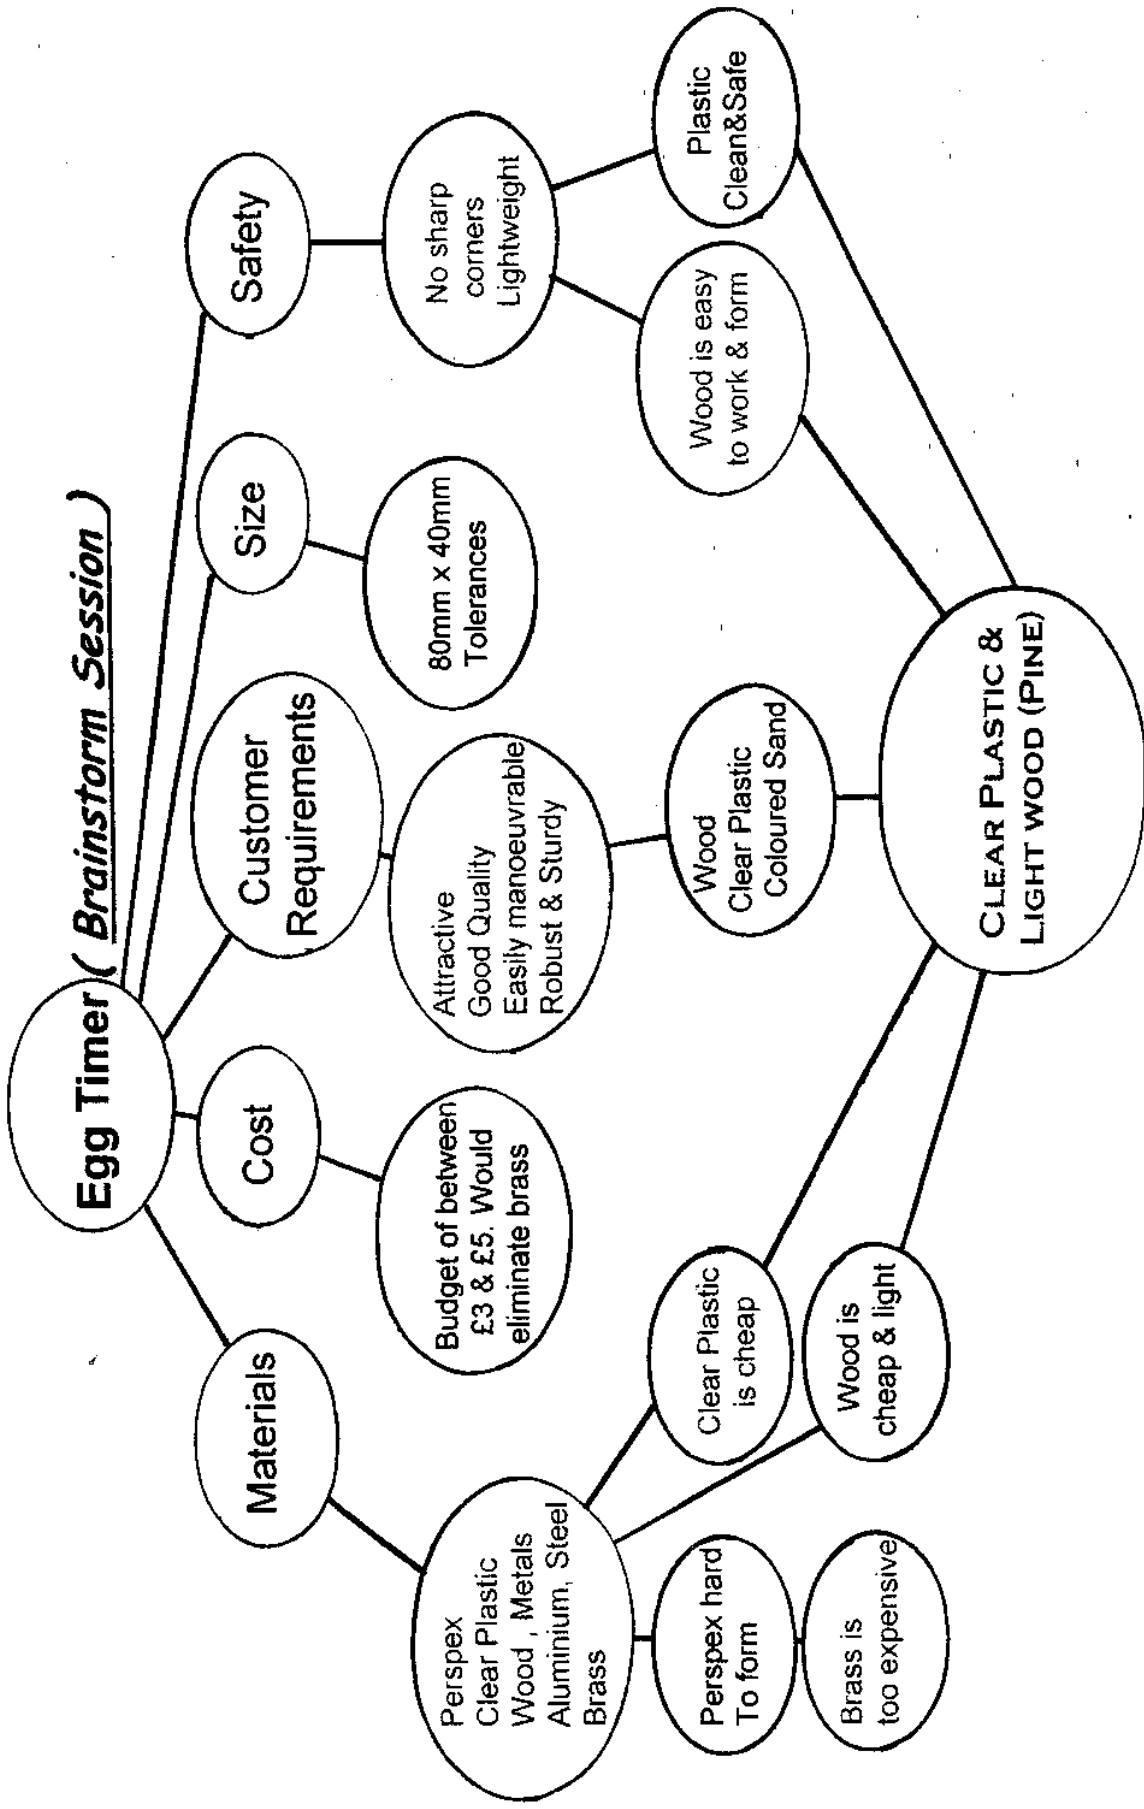 Egg Timer ( Brainstorm Session )
Materials
Cost
Customer
Requirements
Size
Safety
Perspex
Clear Plastic
Wood , Metals
Aluminium, Steel
Brass
Budget of between
£3 & £5. Would
eliminate brass
Attractive
Good Quality
Easily manoeuvrable
Robust & Sturdy
80mm x 40mm
Tolerances
No sharp
corners
Lightweight
Perspex hard
To form
Brass is
too expensive
Clear Plastic
is cheap
Wood is
cheap & light
Wood
Clear Plastic
Coloured Sand
Wood is easy
to work & form
Plastic
Clean&Safe
CLEAR PLASTIC &
LIGHT WOOD (PINE)